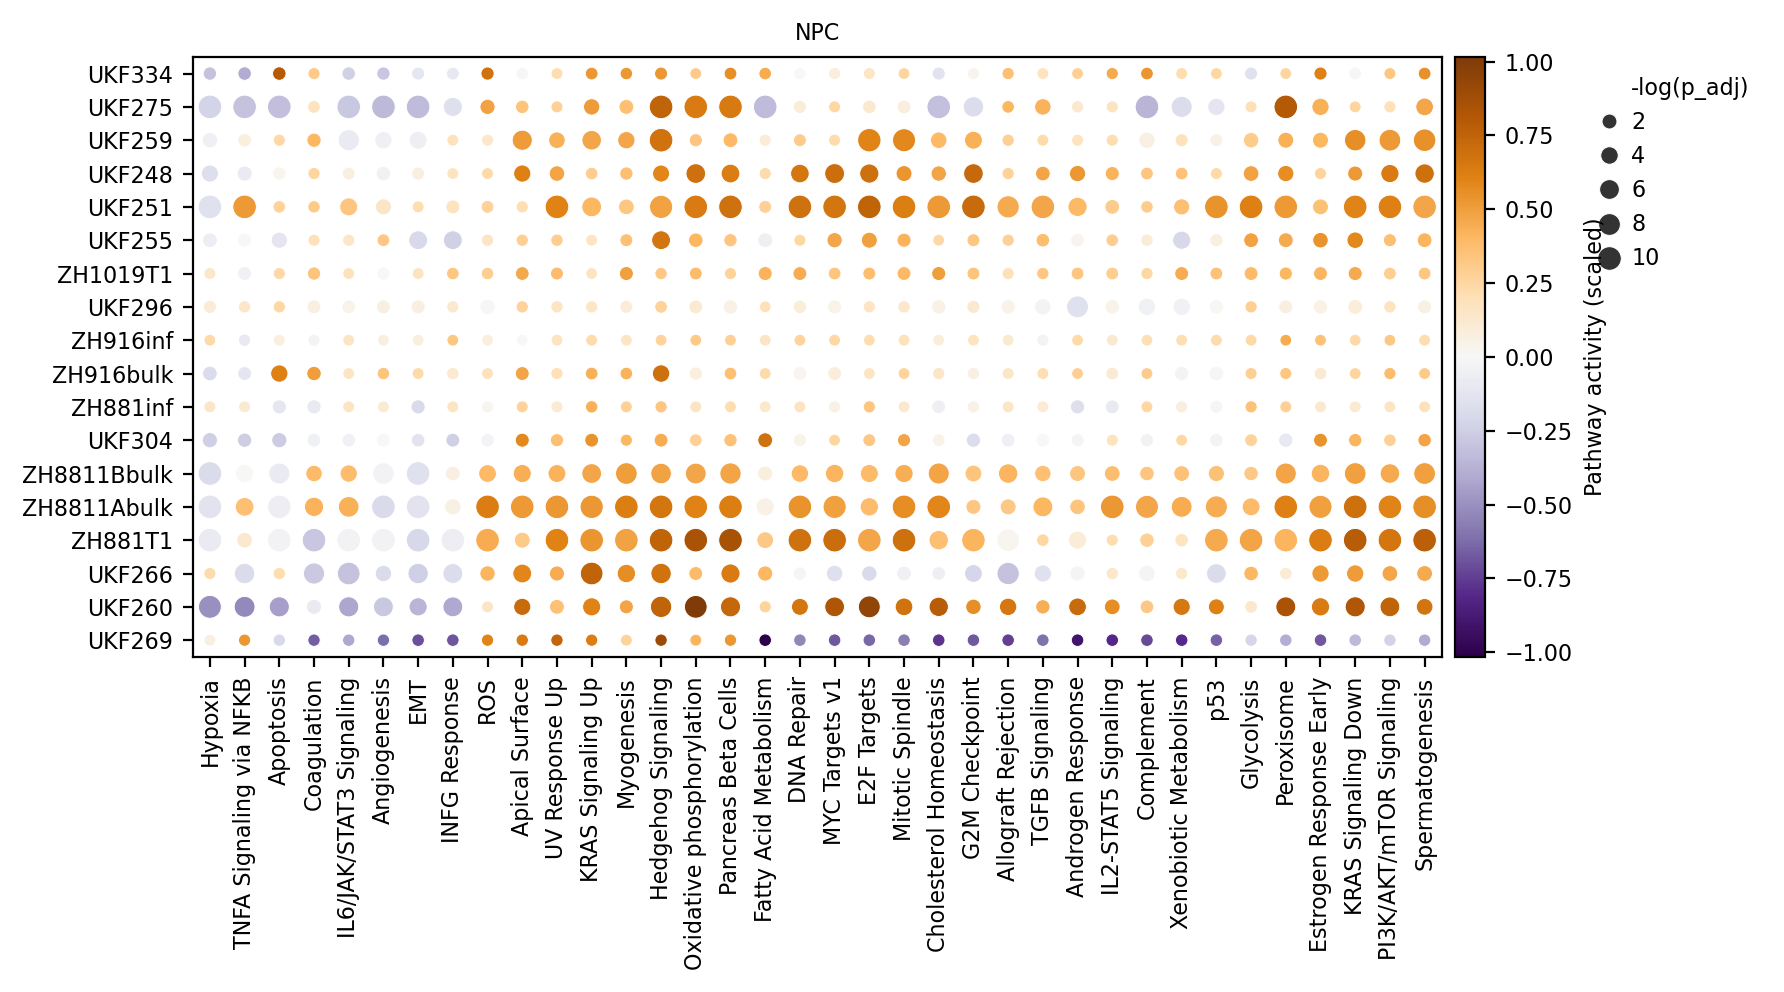 NPC
UKF334
UKF275
UKF259
UKF248
UKF251
UKF255
ZH1019T1
UKF296
ZH916inf
ZH916bulk
ZH881inf
UKF304
ZH8811Bbulk
ZH8811Abulk
ZH881T1
UKF266
UKF260
UKF269
Hypoxia
TNFA Signaling via NFKB
Apoptosis
Coagulation
IL6/JAK/STAT3 Signaling
Angiogenesis
EMT
INFG Response
ROS
Apical Surface
UV Response Up
KRAS Signaling Up
Myogenesis
Hedgehog Signaling
Oxidative phosphorylation
Pancreas Beta Cells
Fatty Acid Metabolism
DNA Repair
MYC Targets v1
E2F Targets
Mitotic Spindle
Cholesterol Homeostasis
G2M Checkpoint
Allograft Rejection
TGFB Signaling
Androgen Response
IL2-STAT5 Signaling
Complement
Xenobiotic Metabolism
p53
Glycolysis
Peroxisome
Estrogen Response Early
KRAS Signaling Down
PI3K/AKT/mTOR Signaling
Spermatogenesis
1.00
0.75
0.50
0.25
0.00
−0.25
−0.50
−0.75
−1.00
Pathway activity (scaled)
-log(p_adj)
2
4
6
8
10